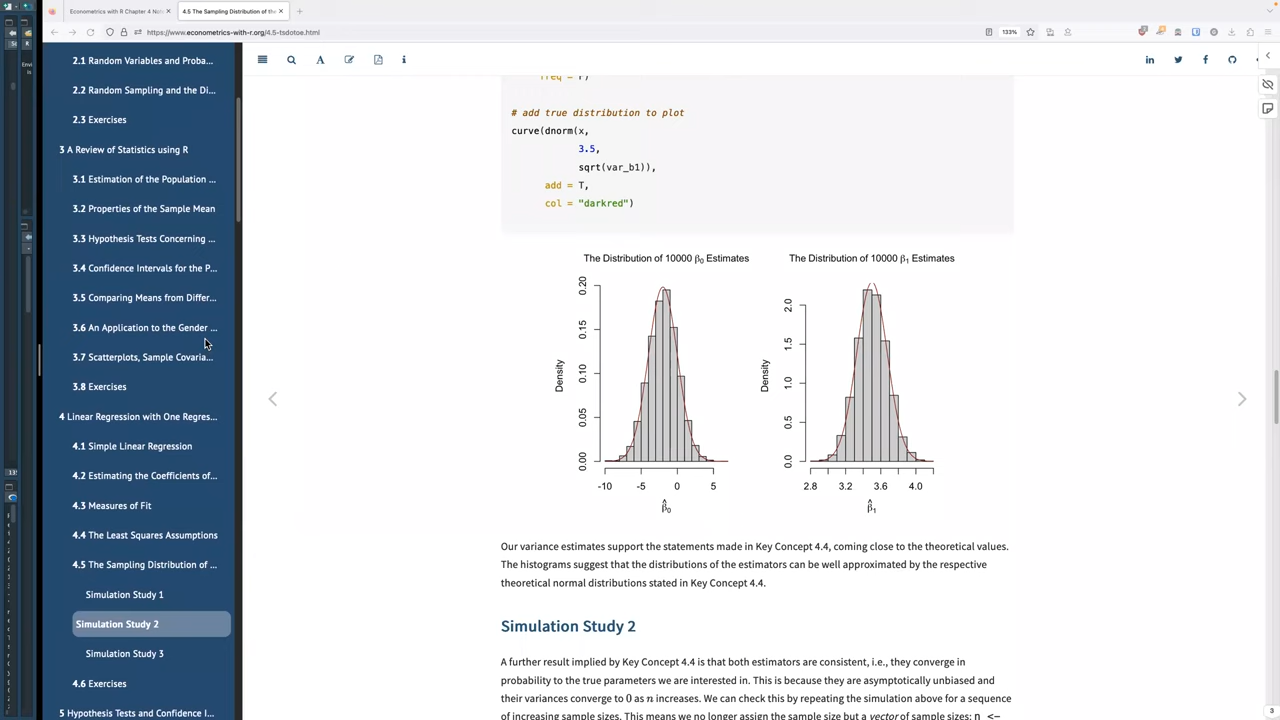 Econometrics with R Chapter 4 Not
4.5 The Sampling Distribution of the
https://www.econometrics-with-r.org/4.5-tsdotoe.html
133%
2.1 Random Variables and Proba...
2.2 Random Sampling and the Di...
2.3 Exercises
3 A Review of Statistics using R
3.1 Estimation of the Population ...
3.2 Properties of the Sample Mean
3.3 Hypothesis Tests Concerning ...
3.4 Confidence Intervals for the P...
3.5 Comparing Means from Differ...
3.6 An Application to the Gender ...
3.7 Scatterplots, Sample Covaria...
3.8 Exercises
4 Linear Regression with One Regres...
4.1 Simple Linear Regression
4.2 Estimating the Coefficients of...
4.3 Measures of Fit
4.4 The Least Squares Assumptions
4.5 The Sampling Distribution of ...
Simulation Study 1
Simulation Study 2
Simulation Study 3
4.6 Exercises
5 Hypothesis Tests and Confidence I...
freq = F)
# add true distribution to plot
curve(dnorm(x,
3.5,
sqrt(var_b1)),
add = T,
col = "darkred")
The Distribution of 10000 β0 Estimates
Density
0.00 0.05 0.10 0.15 0.20
-10 -5 0 5
β̂0
The Distribution of 10000 β1 Estimates
Density
0.0 0.5 1.0 1.5 2.0
2.8 3.2 3.6 4.0
β̂1
Our variance estimates support the statements made in Key Concept 4.4, coming close to the theoretical values.
The histograms suggest that the distributions of the estimators can be well approximated by the respective
theoretical normal distributions stated in Key Concept 4.4.
Simulation Study 2
A further result implied by Key Concept 4.4 is that both estimators are consistent, i.e., they converge in
probability to the true parameters we are interested in. This is because they are asymptotically unbiased and
their variances converge to 0 as n increases. We can check this by repeating the simulation above for a sequence
of increasing sample sizes. This means we no longer assign the sample size but a vector of sample sizes: n <-
3